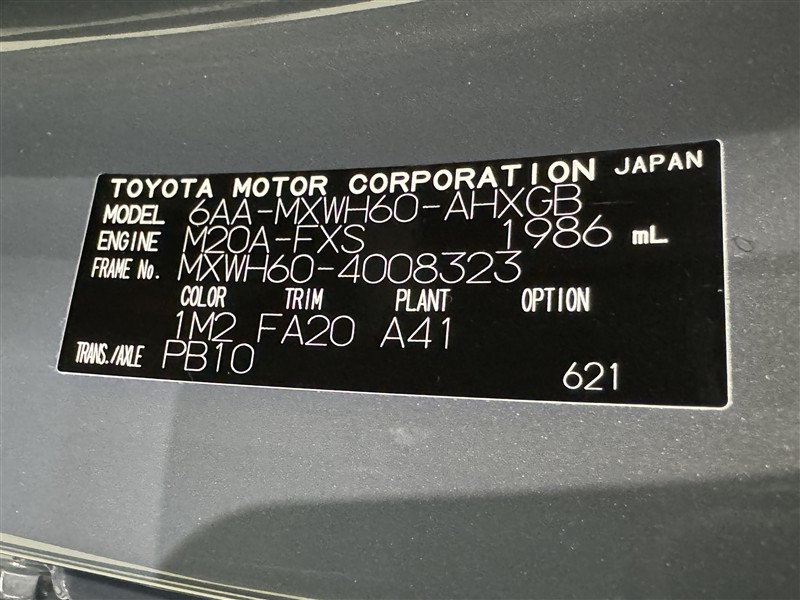 TOYOTA MOTOR CORPORATION JAPAN
MODEL 6AA-MXWH60-AHXGB
ENGINE M20A-FXS 1986 mL
FRAME No. MXWH60-4008323
COLOR TRIM PLANT OPTION
1M2 FA20 A41
TRANS./AXLE PB10
621